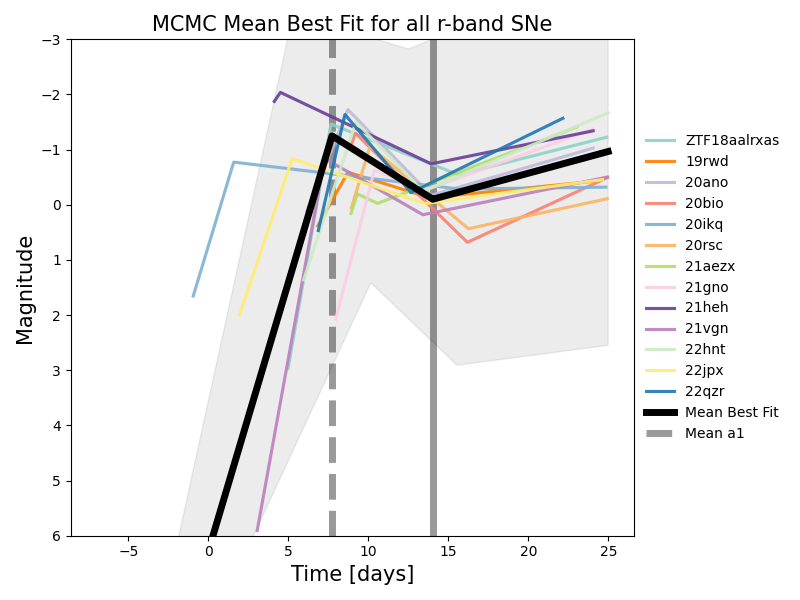 MCMC Mean Best Fit for all r-band SNe
Magnitude
−3
−2
−1
0
1
2
3
4
5
6
−5
0
5
10
15
20
25
Time [days]
ZTF18aalrxas
19rwd
20ano
20bio
20ikq
20rsc
21aezx
21gno
21heh
21vgn
22hnt
22jpx
22qzr
Mean Best Fit
Mean a1